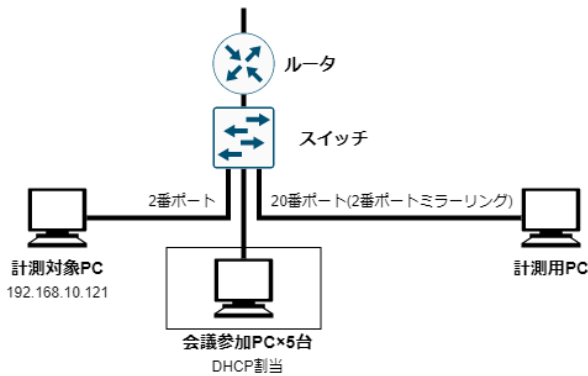 ルータ
スイッチ
2番ポート
20番ポート(2番ポートミラーリング)
計測対象PC
192.168.10.121
計測用PC
会議参加PC×5台
DHCP割当